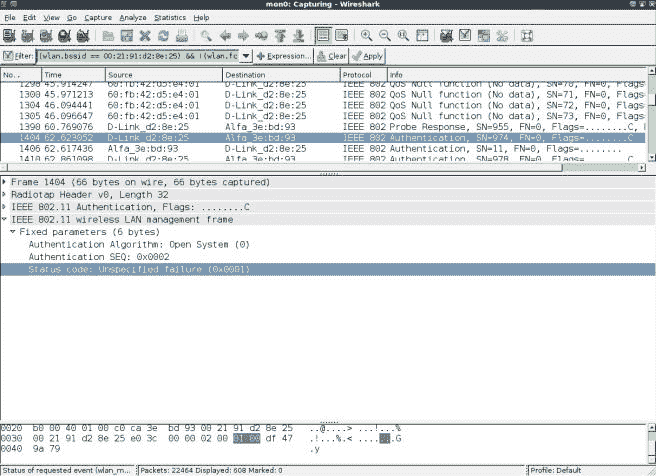 mon0: Capturing - Wireshark
File Edit View Go Capture Analyze Statistics Help
Filter: (wlan.bssid == 00:21:91:d2:8e:25) && !(wlan.fc Expression... Clear Apply
No. . Time Source Destination Protocol Info
1298 45.914247 60:fb:42:d5:e4:01 D-Link_d2:8e:25 IEEE 802 QoS Null function (No data), SN=70, FN=0, Flags
1300 45.971213 60:fb:42:d5:e4:01 D-Link_d2:8e:25 IEEE 802 QoS Null function (No data), SN=71, FN=0, Flags
1304 46.094441 60:fb:42:d5:e4:01 D-Link_d2:8e:25 IEEE 802 QoS Null function (No data), SN=72, FN=0, Flags
1305 46.096647 60:fb:42:d5:e4:01 D-Link_d2:8e:25 IEEE 802 QoS Null function (No data), SN=73, FN=0, Flags
1390 60.769076 D-Link_d2:8e:25 Alfa_3e:bd:93 IEEE 802 Probe Response, SN=955, FN=0, Flags=........C,
1404 62.623052 D-Link_d2:8e:25 Alfa_3e:bd:93 IEEE 802 Authentication, SN=974, FN=0, Flags=........C
1406 62.617436 Alfa_3e:bd:93 D-Link_d2:8e:25 IEEE 802 Authentication, SN=11, FN=0, Flags=........C
1410 62.861098 D-Link_d2:8e:25 Alfa_3e:bd:93 IEEE 802 Authentication, SN=978, FN=0, Flags=........C
Frame 1404 (66 bytes on wire, 66 bytes captured)
Radiotap Header v0, Length 32
IEEE 802.11 Authentication, Flags: ........C
IEEE 802.11 wireless LAN management frame
Fixed parameters (6 bytes)
Authentication Algorithm: Open System (0)
Authentication SEQ: 0x0002
Status code: Unspecified failure (0x0001)
0020 b0 00 40 01 00 c0 ca 3e bd 93 00 21 91 d2 8e 25 ..@....> ...!...%
0030 00 21 91 d2 8e 25 e0 3c 00 00 02 00 01 00 df 47 .!...%.< .......G
0040 9a 79 .y
Status of requested event (wlan_m... Packets: 22464 Displayed: 608 Marked: 0 Profile: Default